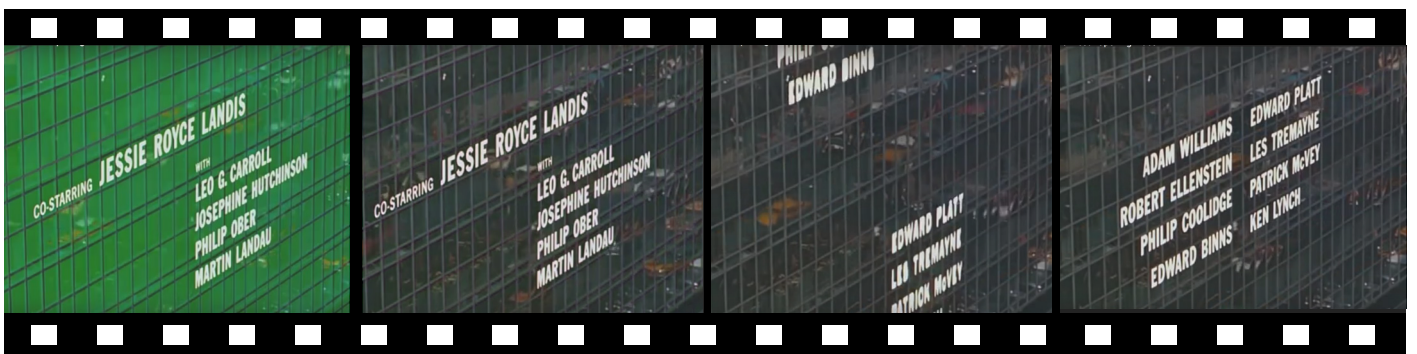 CO-STARRING JESSIE ROYCE LANDIS
WITH
LEO G. CARROLL
JOSEPHINE HUTCHINSON
PHILIP OBER
MARTIN LANDAU
CO-STARRING JESSIE ROYCE LANDIS
WITH
LEO G. CARROLL
JOSEPHINE HUTCHINSON
PHILIP OBER
MARTIN LANDAU
PHILIP
EDWARD BINNS
EDWARD PLATT
LES TREMAYNE
PATRICK McVEY
ADAM WILLIAMS
ROBERT ELLENSTEIN
PHILIP COOLIDGE
EDWARD BINNS
EDWARD PLATT
LES TREMAYNE
PATRICK McVEY
KEN LYNCH